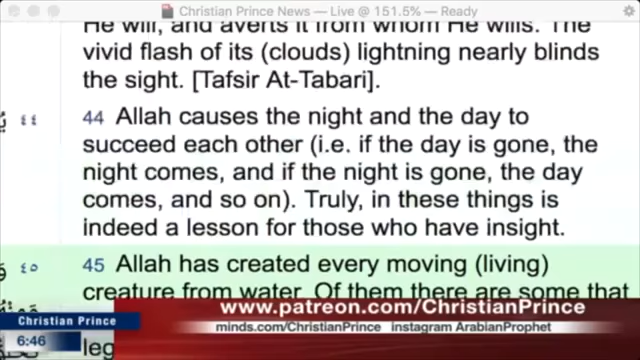 Christian Prince News — Live @ 151.5% — Ready
He will, and averts it from whom He wills. The
vivid flash of its (clouds) lightning nearly blinds
the sight. [Tafsir At-Tabari].
٤٤
44 Allah causes the night and the day to
succeed each other (i.e. if the day is gone, the
night comes, and if the night is gone, the day
comes, and so on). Truly, in these things is
indeed a lesson for those who have insight.
٤٥
45 Allah has created every moving (living)
creature from water. Of them there are some that
leg
www.patreon.com/ChristianPrince
minds.com/ChristianPrince instagram ArabianProphet
Christian Prince
6:46